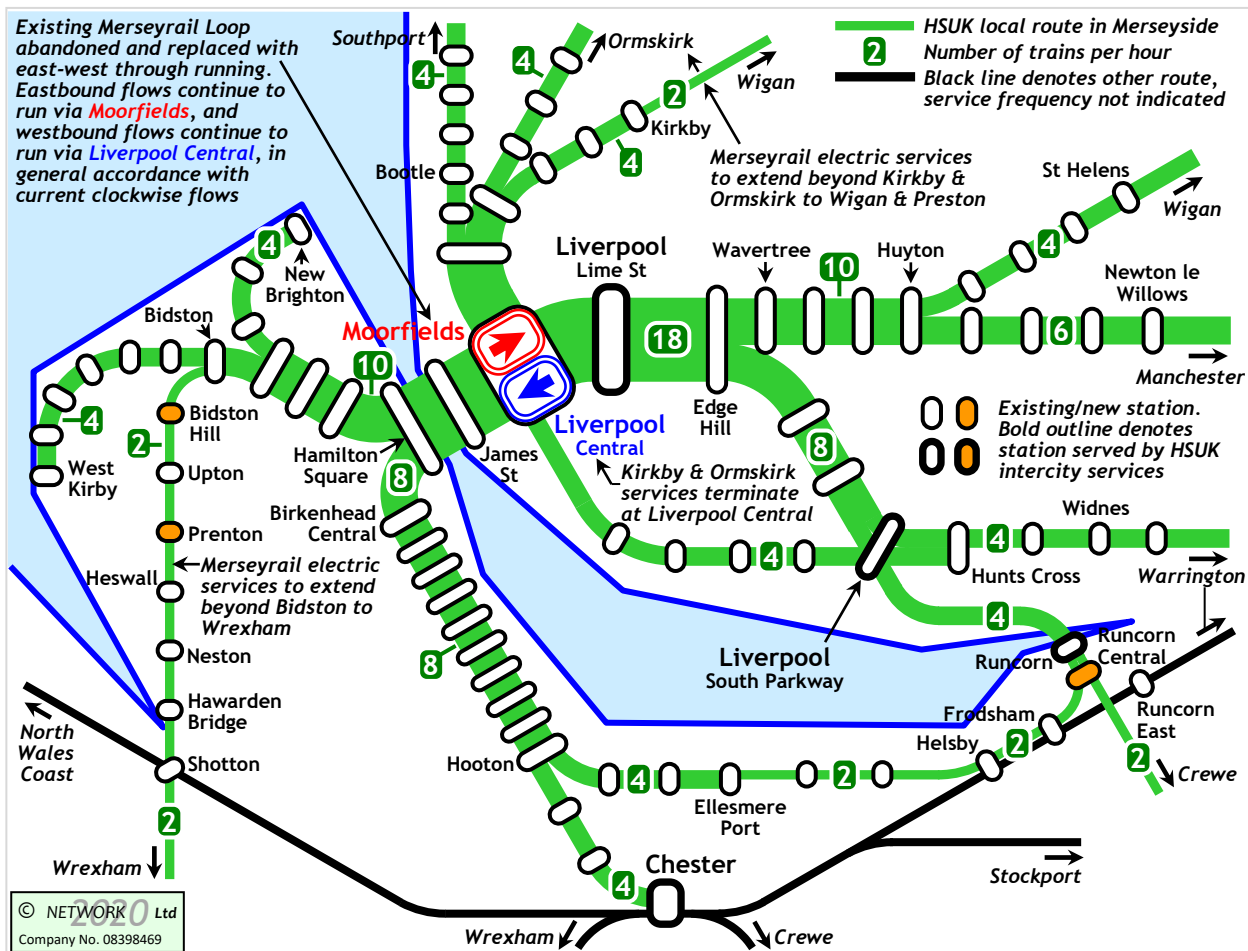 Existing Merseyrail Loop
abandoned and replaced with
east-west through running.
Eastbound flows continue to
run via Moorfields, and
westbound flows continue to
run via Liverpool Central, in
general accordance with
current clockwise flows
Southport
4
4
Ormskirk
2
Wigan
Kirkby
4
Bootle
HSUK local route in Merseyside
2
Number of trains per hour
Black line denotes other route,
service frequency not indicated
Merseyrail electric services
to extend beyond Kirkby &
Ormskirk to Wigan & Preston
St Helens
Wigan
4
4
New
Brighton
Bidston
Liverpool
Lime St
Wavertree
10
Huyton
Newton le
Willows
Moorfields
18
6
Manchester
10
4
West
Kirby
2
Bidston
Hill
Upton
Prenton
Heswall
Merseyrail electric
services to extend
beyond Bidston to
Wrexham
Neston
Hawarden
Bridge
Shotton
2
Wrexham
North
Wales
Coast
Hamilton
Square
8
James
St
Liverpool
Central
Kirkby & Ormskirk
services terminate
at Liverpool Central
Edge
Hill
8
Existing/new station.
Bold outline denotes
station served by HSUK
intercity services
Birkenhead
Central
4
4
Widnes
Hunts Cross
Warrington
8
4
Liverpool
South Parkway
Runcorn
Runcorn
Central
Runcorn
East
Frodsham
Helsby
2
2
Crewe
Hooton
4
2
Ellesmere
Port
4
Chester
Stockport
Wrexham
Crewe
© NETWORK 2020 Ltd
Company No. 08398469